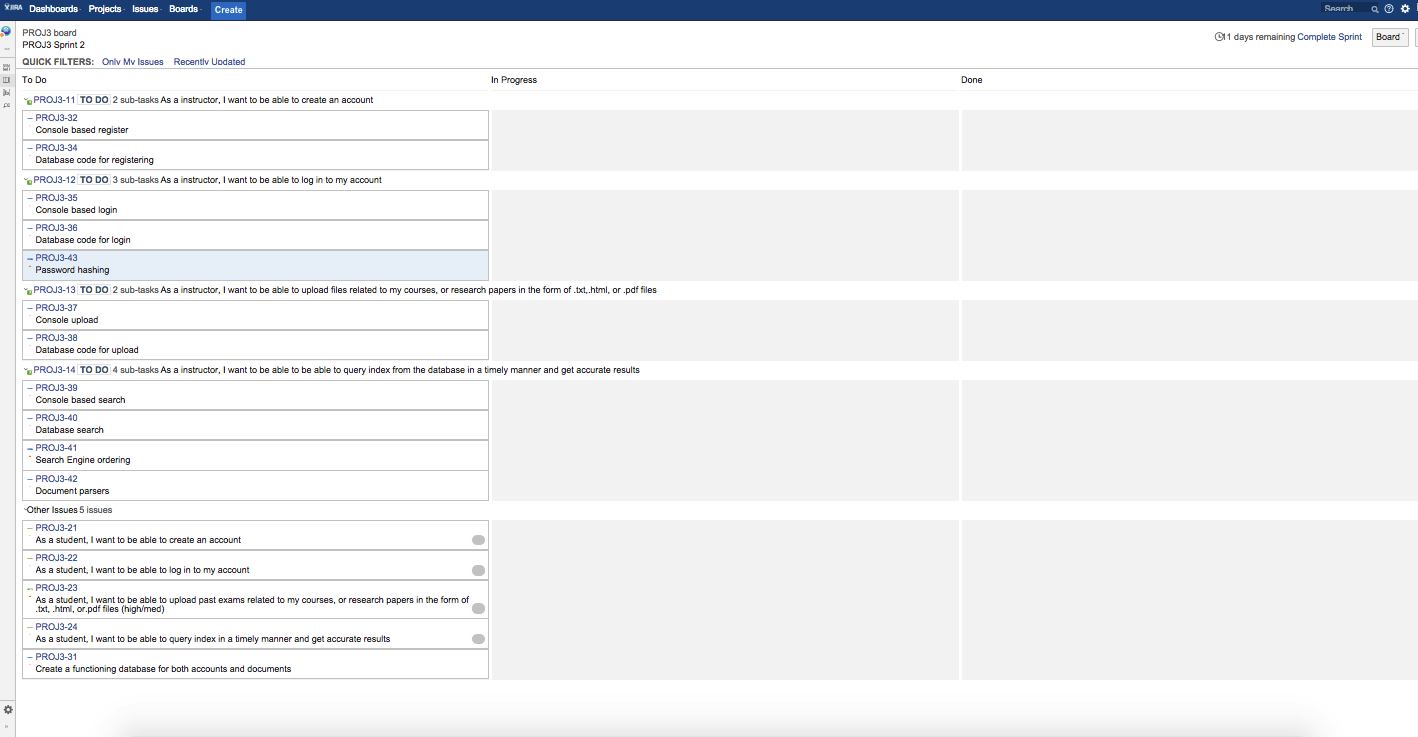 JIRA Dashboards Projects Issues Boards Create Search
PROJ3 board
PROJ3 Sprint 2
11 days remaining Complete Sprint Board
QUICK FILTERS: Only My Issues Recently Updated
To Do In Progress Done
PROJ3-11 TO DO 2 sub-tasks As a instructor, I want to be able to create an account
PROJ3-32
Console based register
PROJ3-34
Database code for registering
PROJ3-12 TO DO 3 sub-tasks As a instructor, I want to be able to log in to my account
PROJ3-35
Console based login
PROJ3-36
Database code for login
PROJ3-43
Password hashing
PROJ3-13 TO DO 2 sub-tasks As a instructor, I want to be able to upload files related to my courses, or research papers in the form of .txt,.html, or .pdf files
PROJ3-37
Console upload
PROJ3-38
Database code for upload
PROJ3-14 TO DO 4 sub-tasks As a instructor, I want to be able to be able to query index from the database in a timely manner and get accurate results
PROJ3-39
Console based search
PROJ3-40
Database search
PROJ3-41
Search Engine ordering
PROJ3-42
Document parsers
Other Issues 5 issues
PROJ3-21
As a student, I want to be able to create an account
PROJ3-22
As a student, I want to be able to log in to my account
PROJ3-23
As a student, I want to be able to upload past exams related to my courses, or research papers in the form of
.txt, .html, or.pdf files (high/med)
PROJ3-24
As a student, I want to be able to query index in a timely manner and get accurate results
PROJ3-31
Create a functioning database for both accounts and documents